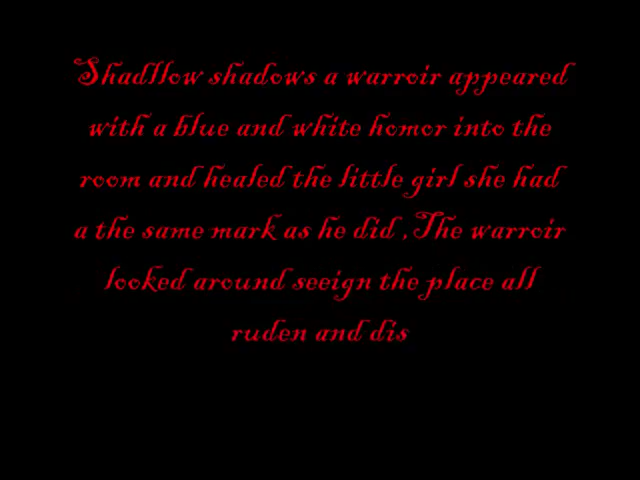 Shadllow shadows a warroir appeared
with a blue and white homor into the
room and healed the little girl she had
a the same mark as he did ,The warroir
looked around seeign the place all
ruden and dis